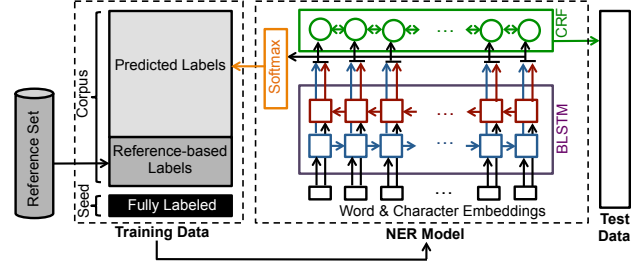 Reference Set
Corpus
Seed
Predicted Labels
Reference-based
Labels
Fully Labeled
Training Data
Softmax
CRF
BLSTM
...
...
...
...
Word & Character Embeddings
NER Model
Test
Data